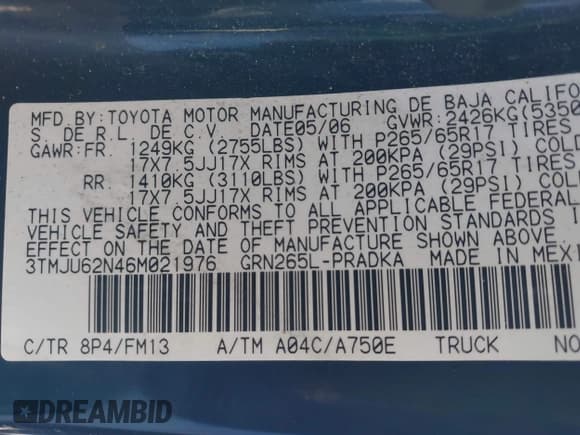 MFD. BY: TOYOTA MOTOR MANUFACTURING DE BAJA CALIFO
S. DE R. L. DE C. V. DATE05/06 GVWR: 2426KG(5350
GAWR:FR. 1249KG (2755LBS) WITH P265/65R17 TIRES
17X7.5JJ17X RIMS AT 200KPA (29PSI) COLD
RR. 1410KG (3110LBS) WITH P265/65R17 TIRES
17X7.5JJ17X RIMS AT 200KPA (29PSI) COL
THIS VEHICLE CONFORMS TO ALL APPLICABLE FEDERAL
VEHICLE SAFETY AND THEFT PREVENTION STANDARDS I
EFFECT ON THE DATE OF MANUFACTURE SHOWN ABOVE.
3TMJU62N46M021976 GRN265L-PRADKA MADE IN MEXI
C/TR 8P4/FM13 A/TM A04C/A750E TRUCK NO
DREAMBID